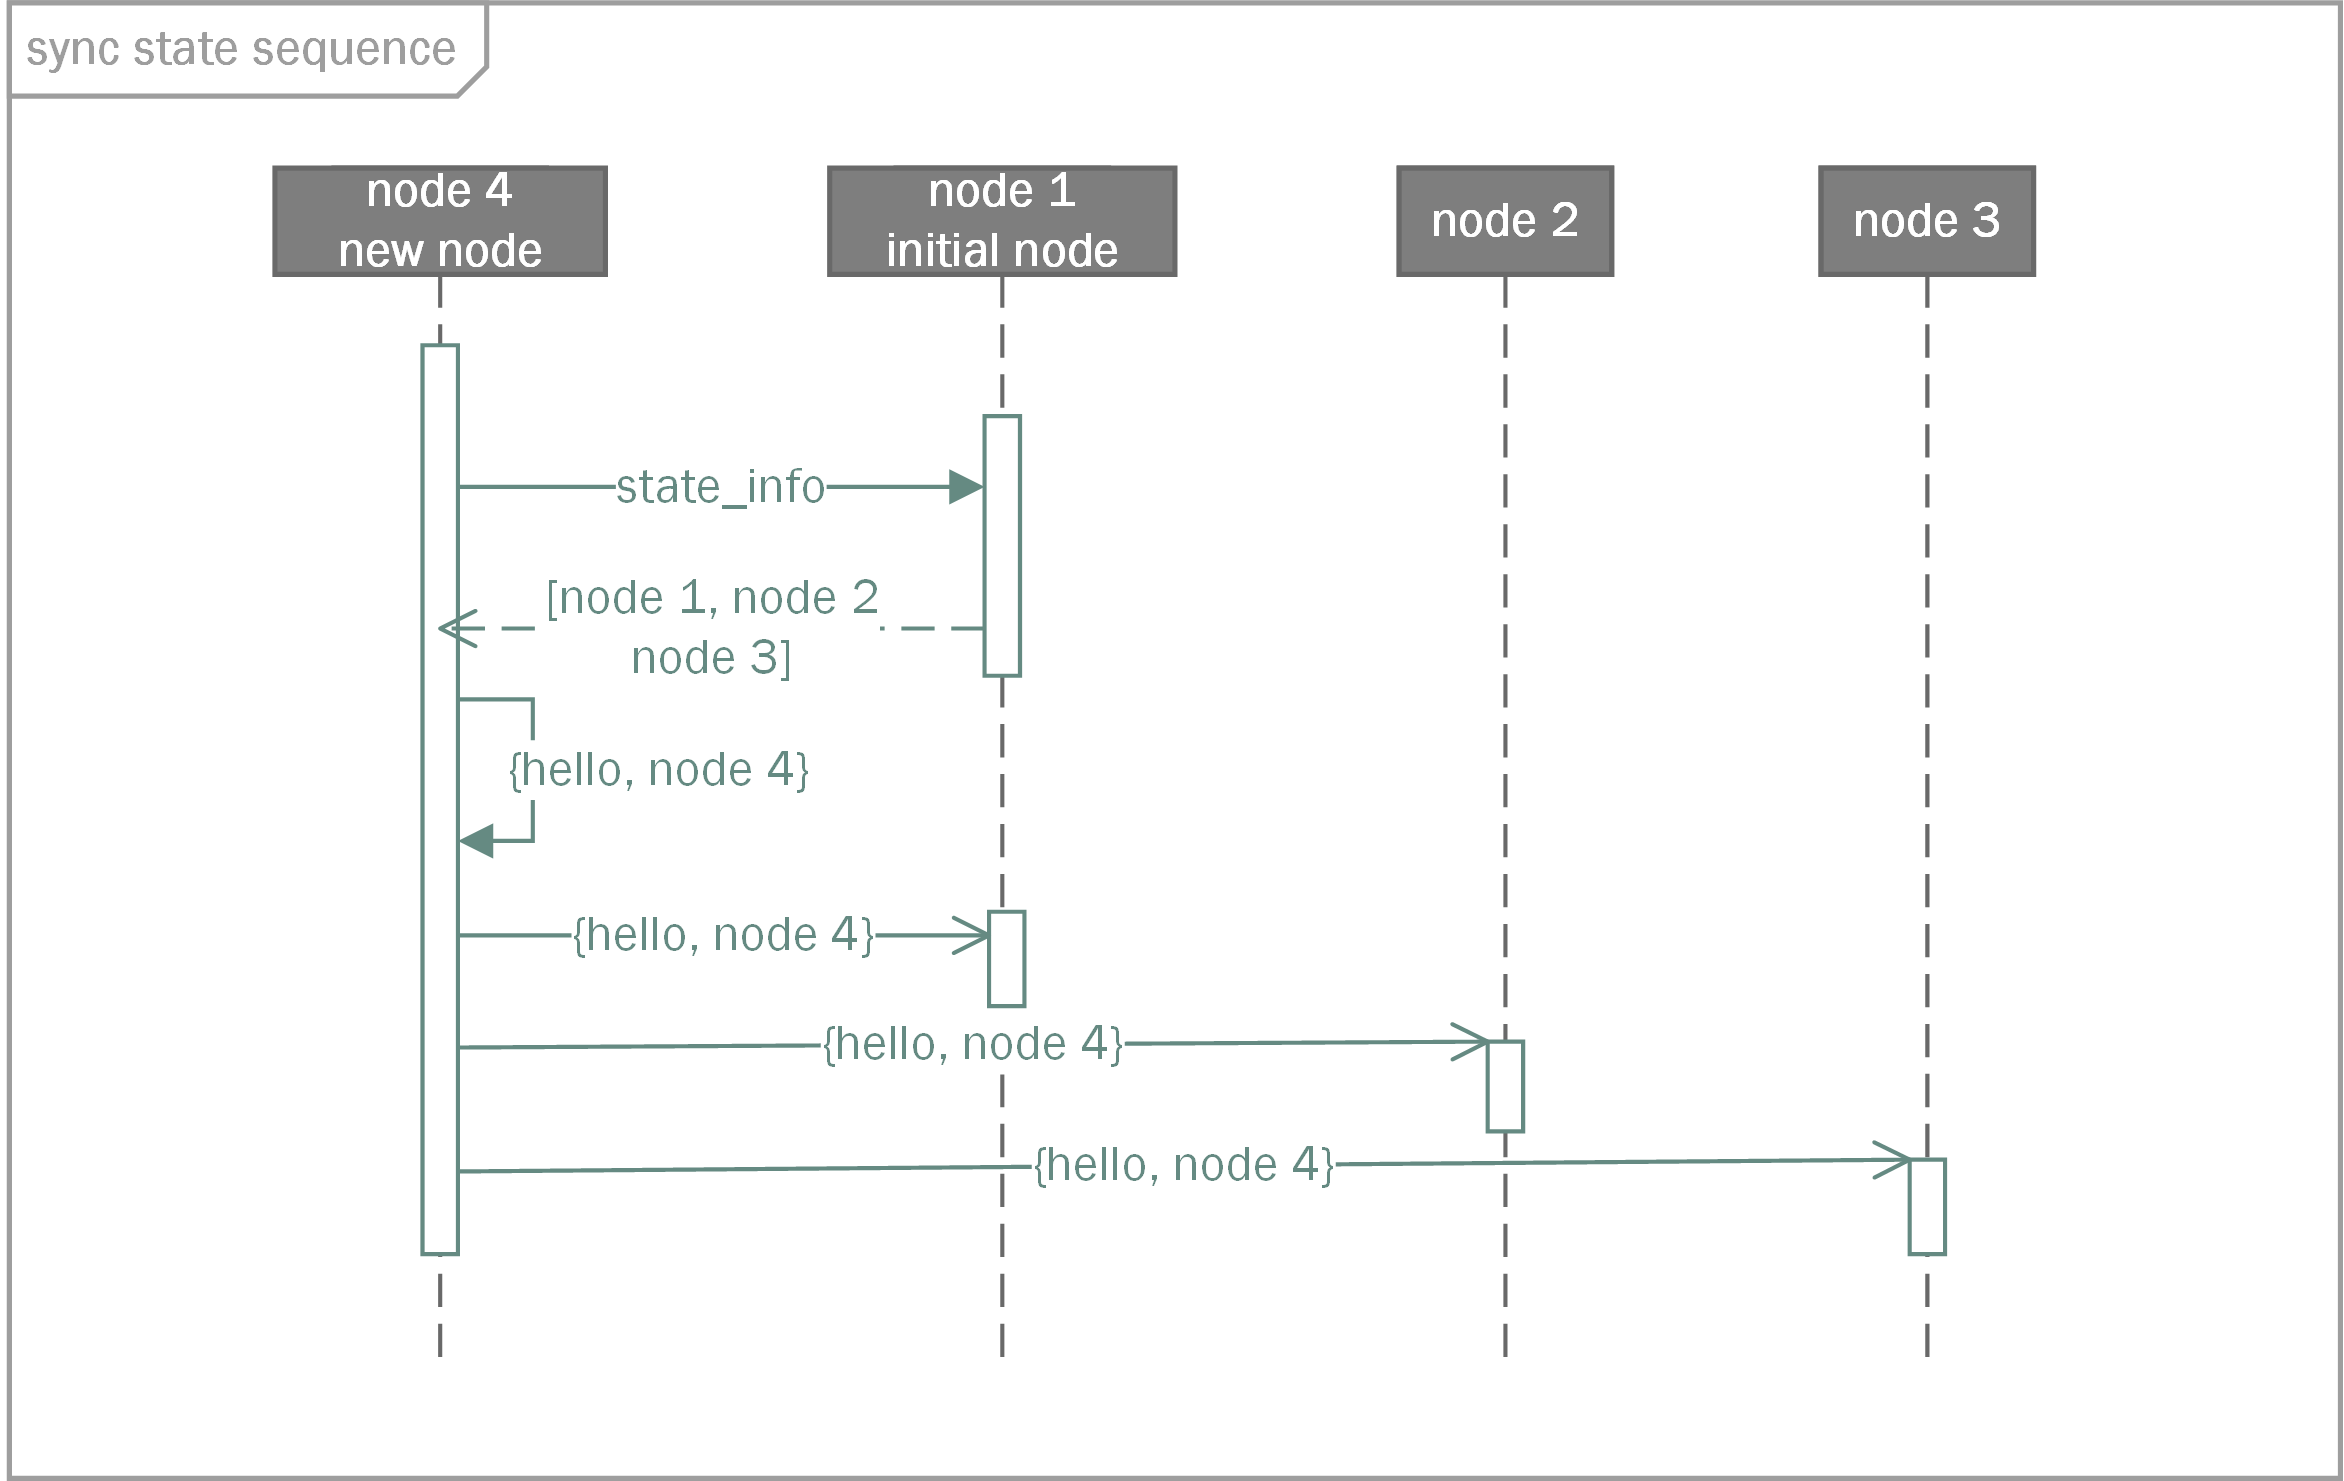 sync state sequence
node 4
new node
node 1
initial node
node 2
node 3
state_info
[node 1, node 2
node 3]
{hello, node 4}
{hello, node 4}
{hello, node 4}
{hello, node 4}